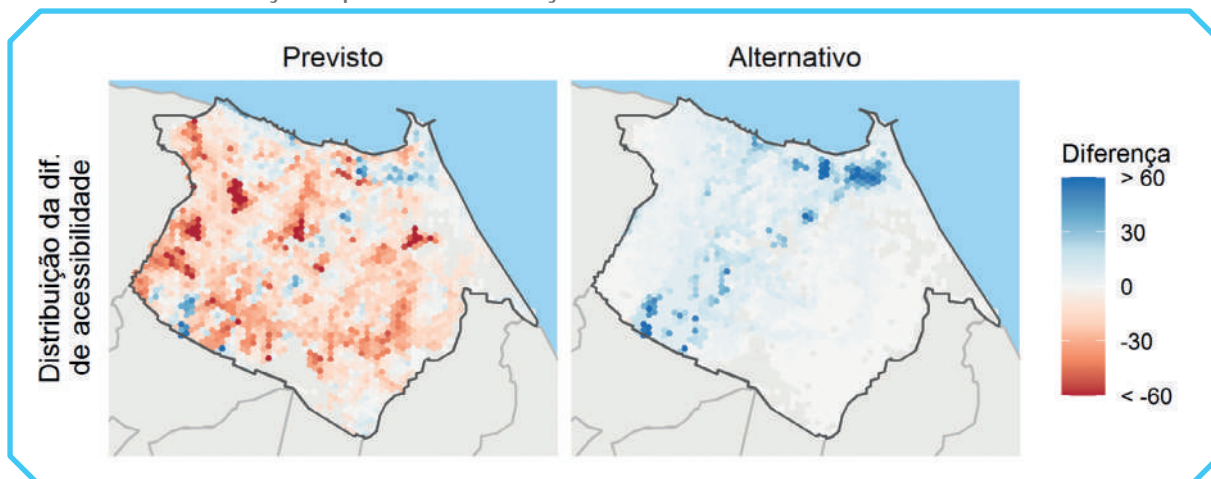 Previsto
Alternativo
Distribuição da dif.
de acessibilidade
Diferença
> 60
30
0
-30
< -60